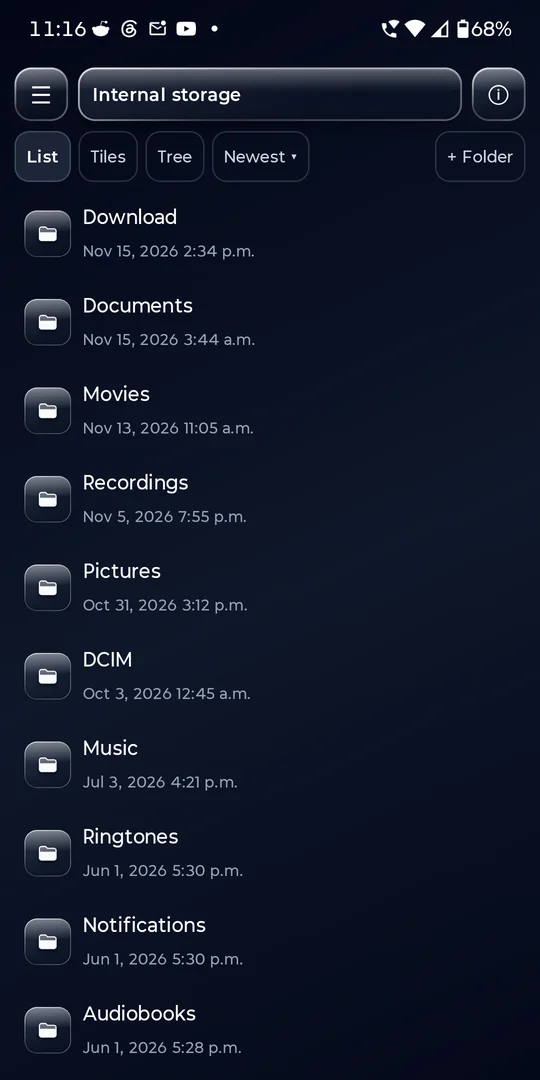 11:16 68%
Internal storage
List Tiles Tree Newest ▾ + Folder
Download
Nov 15, 2026 2:34 p.m.
Documents
Nov 15, 2026 3:44 a.m.
Movies
Nov 13, 2026 11:05 a.m.
Recordings
Nov 5, 2026 7:55 p.m.
Pictures
Oct 31, 2026 3:12 p.m.
DCIM
Oct 3, 2026 12:45 a.m.
Music
Jul 3, 2026 4:21 p.m.
Ringtones
Jun 1, 2026 5:30 p.m.
Notifications
Jun 1, 2026 5:30 p.m.
Audiobooks
Jun 1, 2026 5:28 p.m.